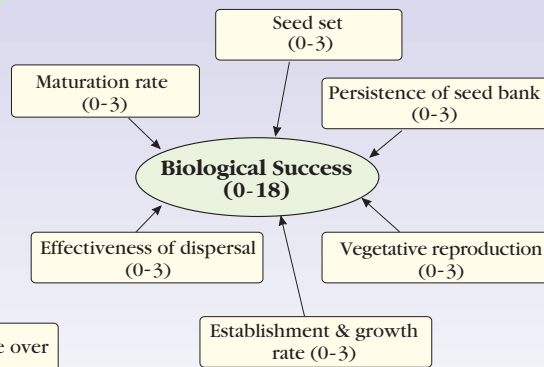 Seed set
(0-3)
Maturation rate
(0-3)
Persistence of seed bank
(0-3)
Biological Success
(0-18)
Effectiveness of dispersal
(0-3)
Vegetative reproduction
(0-3)
Establishment & growth
rate (0-3)
over